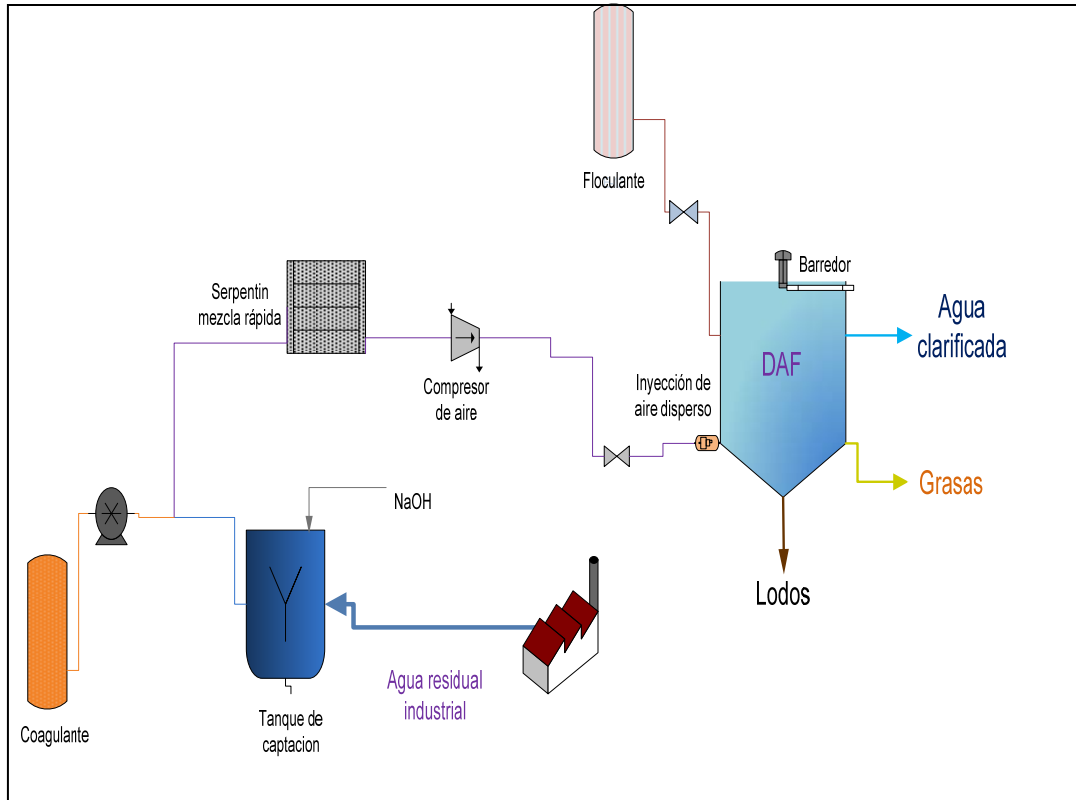 Floculante
Barredor
Serpentin
mezcla rápida
Agua
clarificada
DAF
Compresor
de aire
Inyección de
aire disperso
Grasas
NaOH
Lodos
Agua residual
industrial
Coagulante
Tanque de
captacion